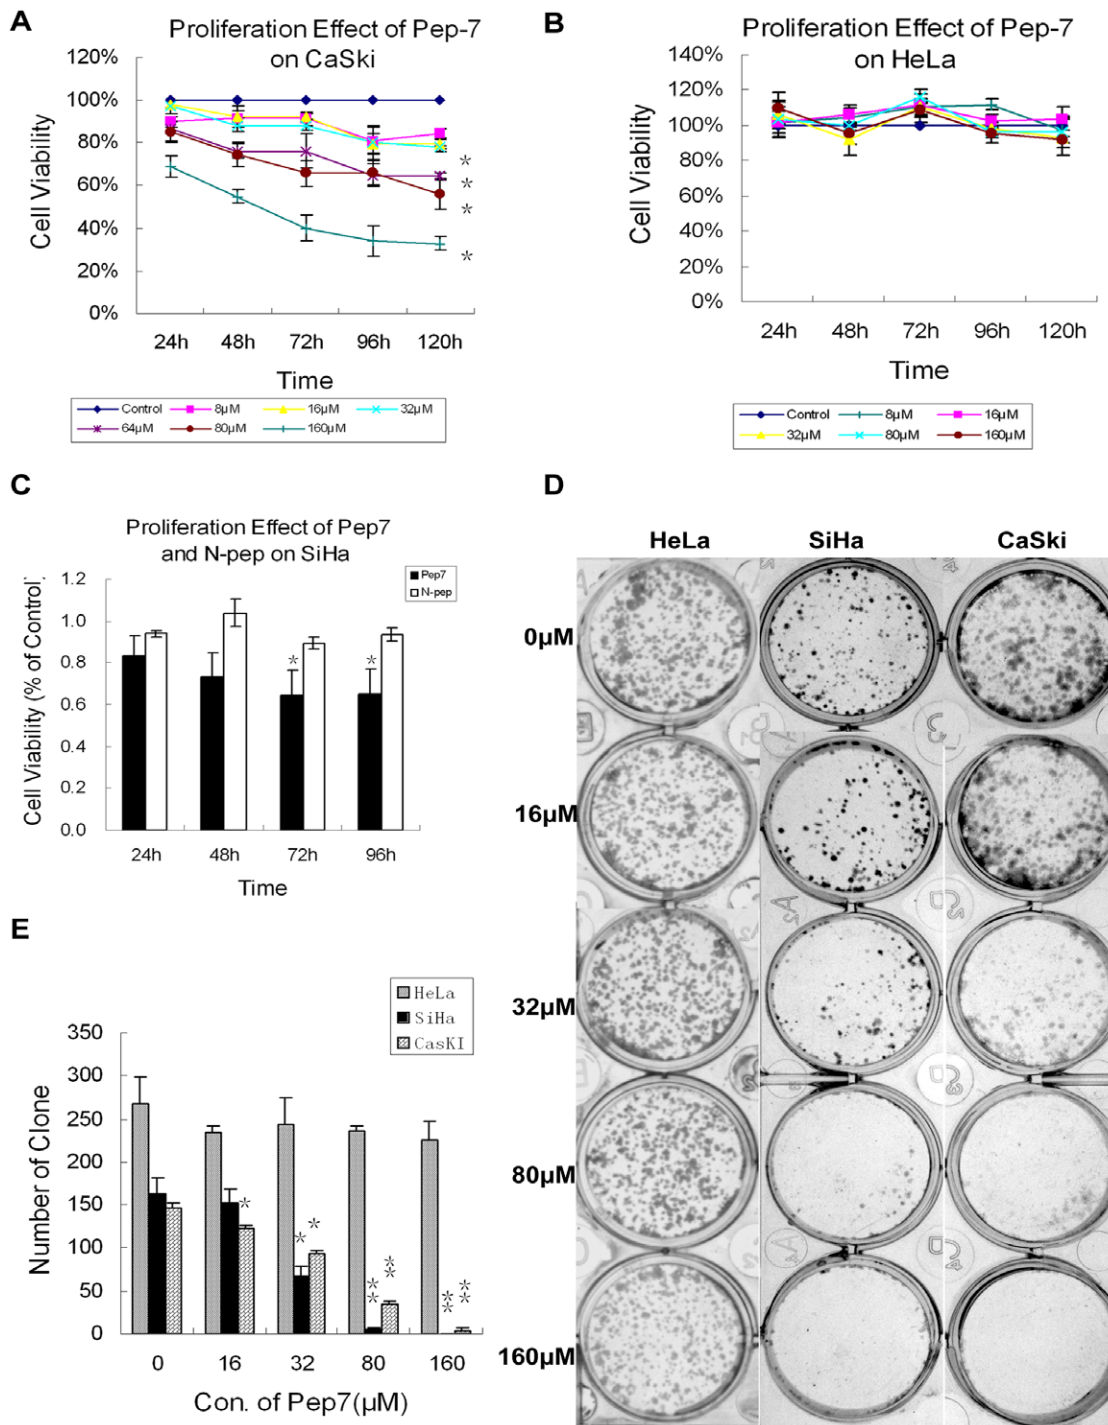 A
Proliferation Effect of Pep-7
on CaSki
120%
100%
80%
60%
40%
20%
0%
Cell Viability
*
*
*
*
24h 48h 72h 96h 120h
Time
Control 8µM 16µM 32µM
64µM 80µM 160µM
B
Proliferation Effect of Pep-7
on HeLa
140%
120%
100%
80%
60%
40%
20%
0%
Cell Viability
24h 48h 72h 96h 120h
Time
Control 8µM 16µM
32µM 80µM 160µM
C
Proliferation Effect of Pep7
and N-pep on SiHa
Pep7
N-pep
1.2
1.0
0.8
0.6
0.4
0.2
0.0
Cell Viability (% of Control)
* *
24h 48h 72h 96h
Time
D
HeLa SiHa CaSki
0µM
16µM
32µM
80µM
160µM
E
HeLa
SiHa
CasKI
350
300
250
200
150
100
50
0
Number of Clone
* * * ** ** ** **
0 16 32 80 160
Con. of Pep7(µM)